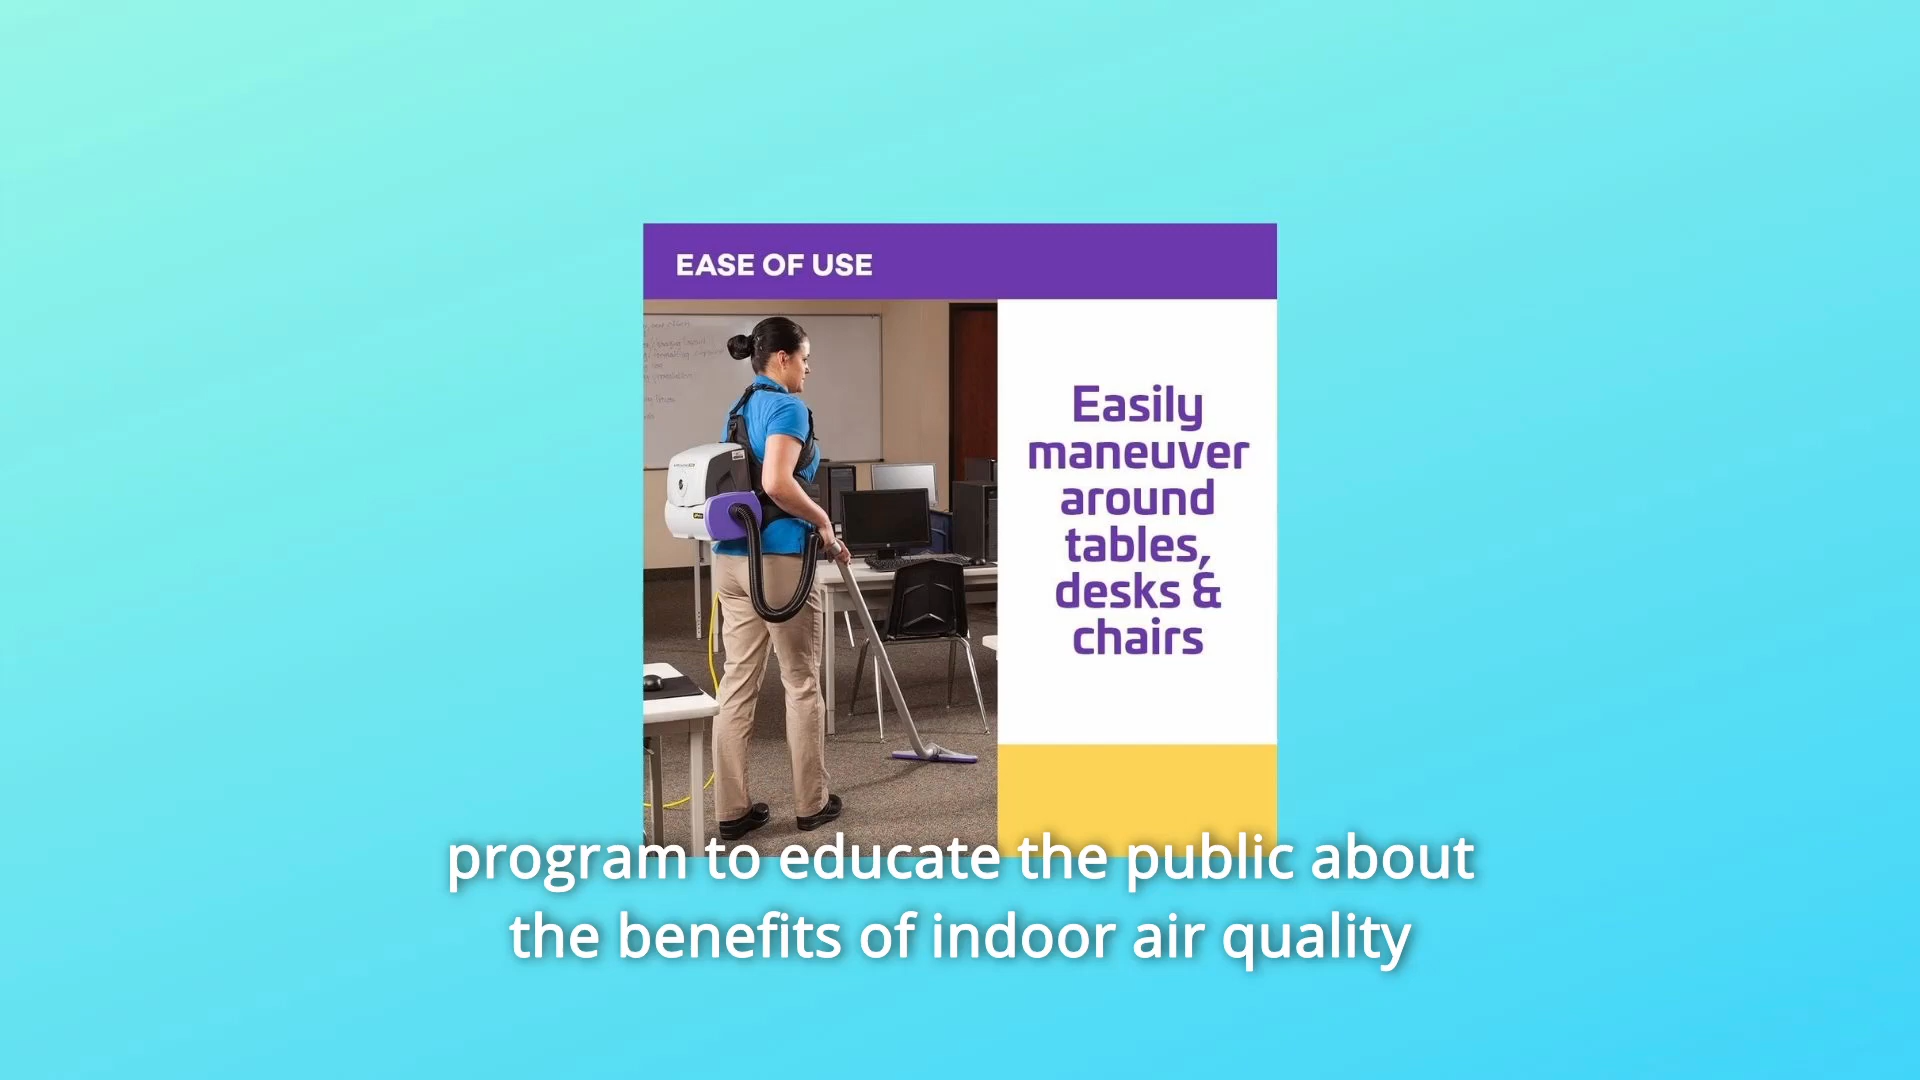 EASE OF USE
Easily
maneuver
around
tables,
desks &
chairs
program to educate the public about
the benefits of indoor air quality